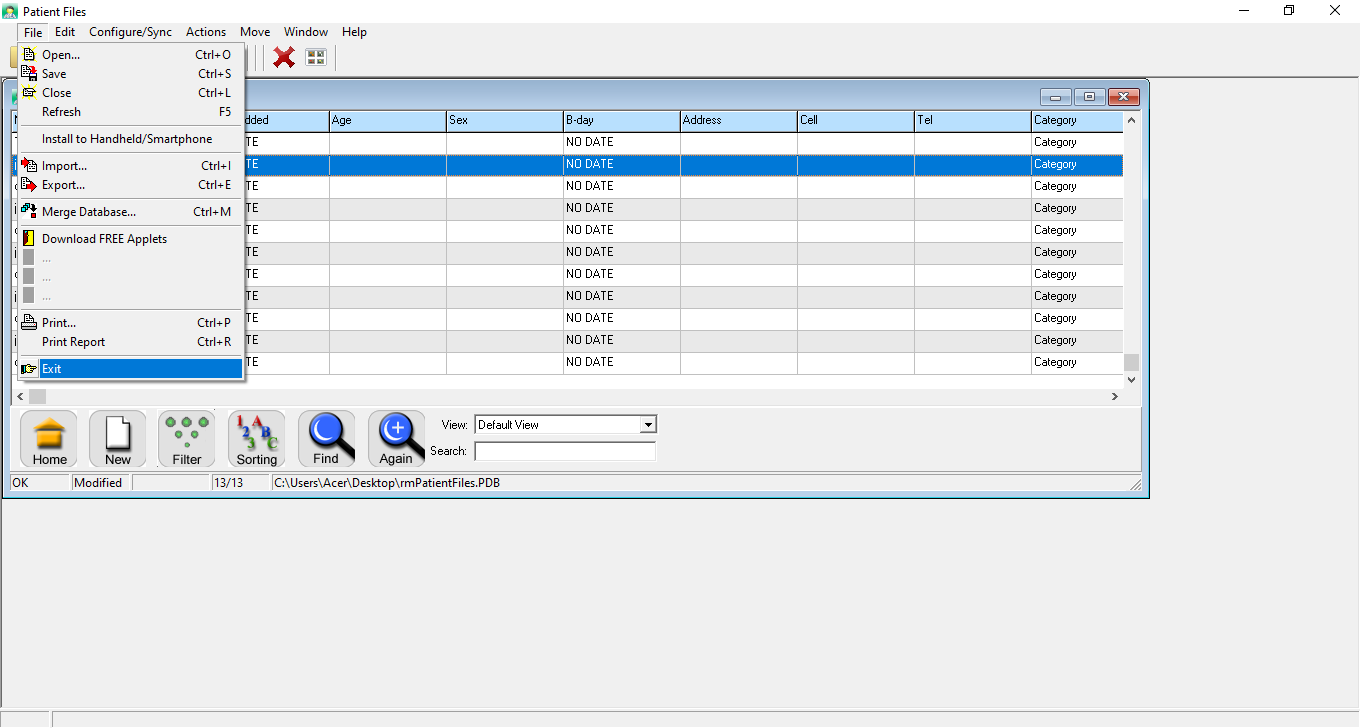 Patient Files
File Edit Configure/Sync Actions Move Window Help
Open... Ctrl+O
Save Ctrl+S
Close Ctrl+L
Refresh F5
Install to Handheld/Smartphone
Import... Ctrl+I
Export... Ctrl+E
Merge Database... Ctrl+M
Download FREE Applets
...
...
...
Print... Ctrl+P
Print Report Ctrl+R
Exit
Age Sex B-day Address Cell Tel Category
TE NO DATE Category
TE NO DATE Category
TE NO DATE Category
TE NO DATE Category
TE NO DATE Category
TE NO DATE Category
TE NO DATE Category
TE NO DATE Category
TE NO DATE Category
TE NO DATE Category
TE NO DATE Category
Home New Filter Sorting Find Again
View: Default View
Search:
OK Modified 13/13 C:\Users\Acer\Desktop\rmPatientFiles.PDB